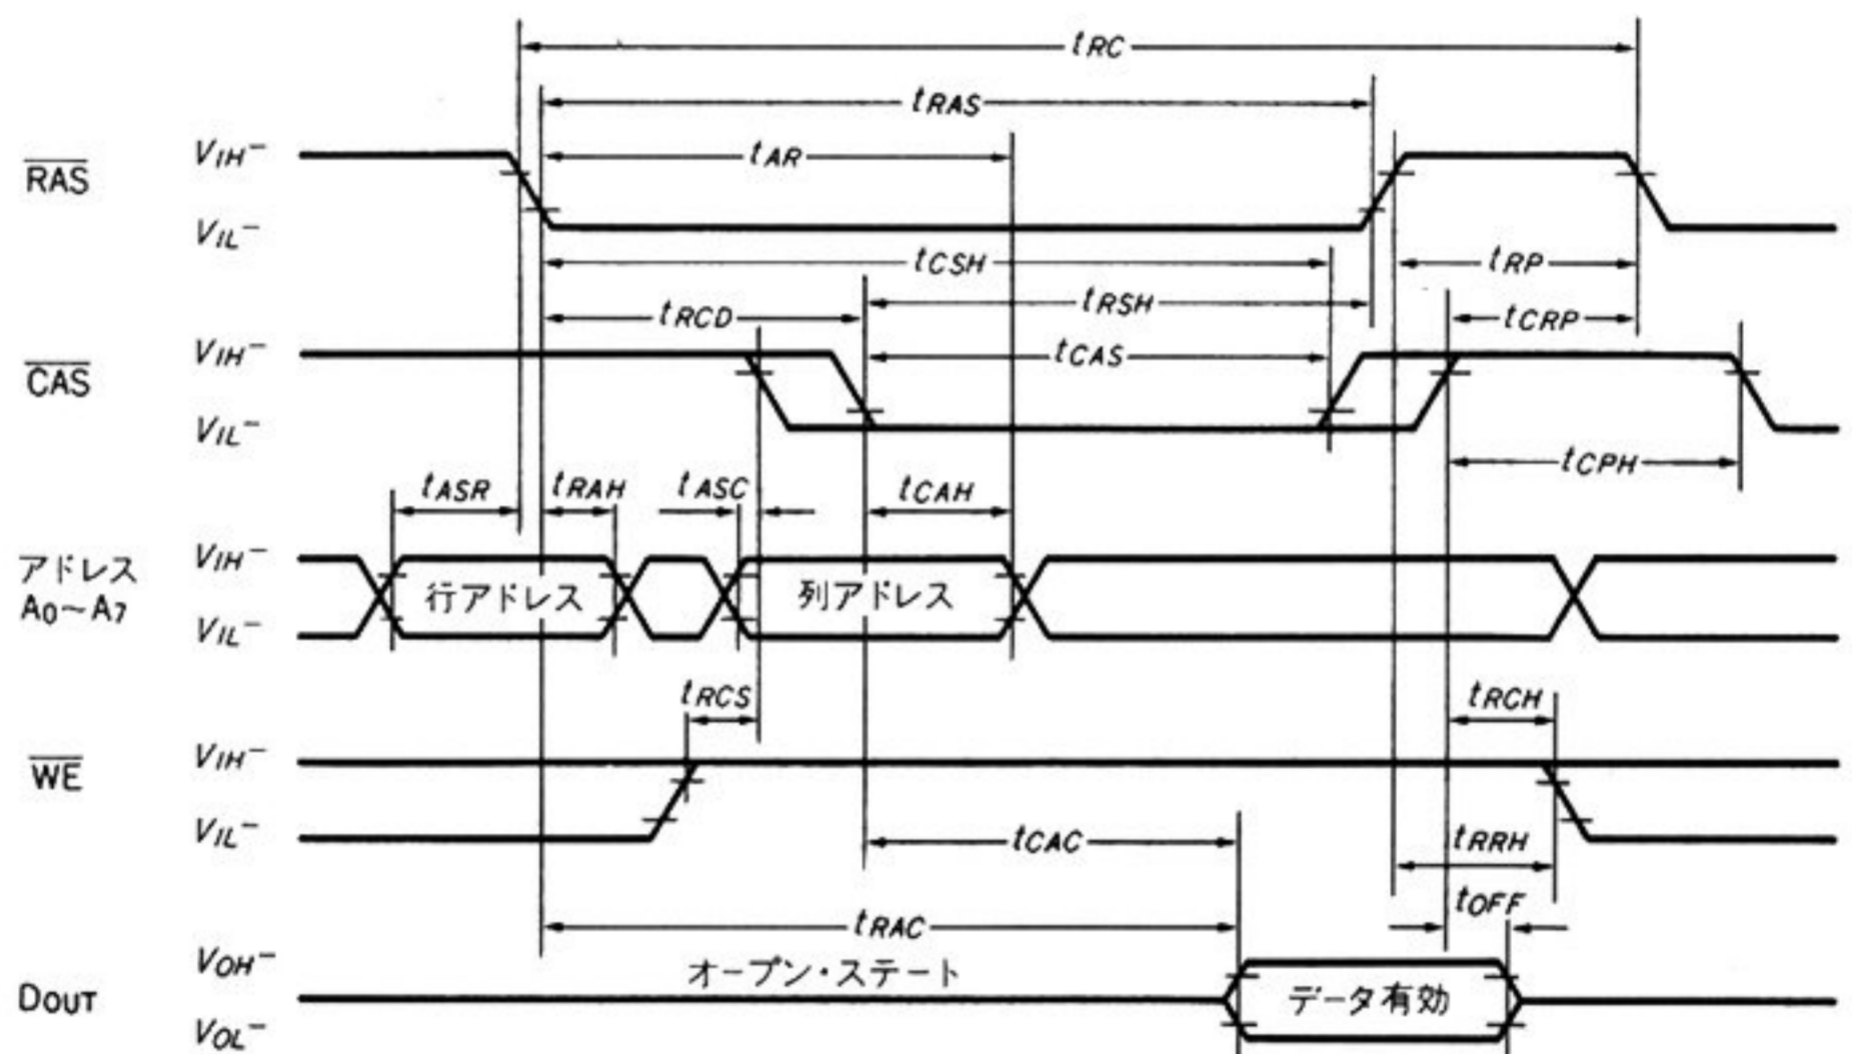 tRC
tRAS
tAR
RAS
VIH-
VIL-
tCSH
tRP
tRSH
tRCD
tCRP
CAS
VIH-
VIL-
tCAS
tCPH
tASR
tRAH
tASC
tCAH
アドレス
A0~A7
VIH-
VIL-
行アドレス
列アドレス
tRCS
tRCH
WE
VIH-
VIL-
tCAC
tRRH
tOFF
tRAC
DOUT
VOH-
VOL-
オープン・ステート
データ有効